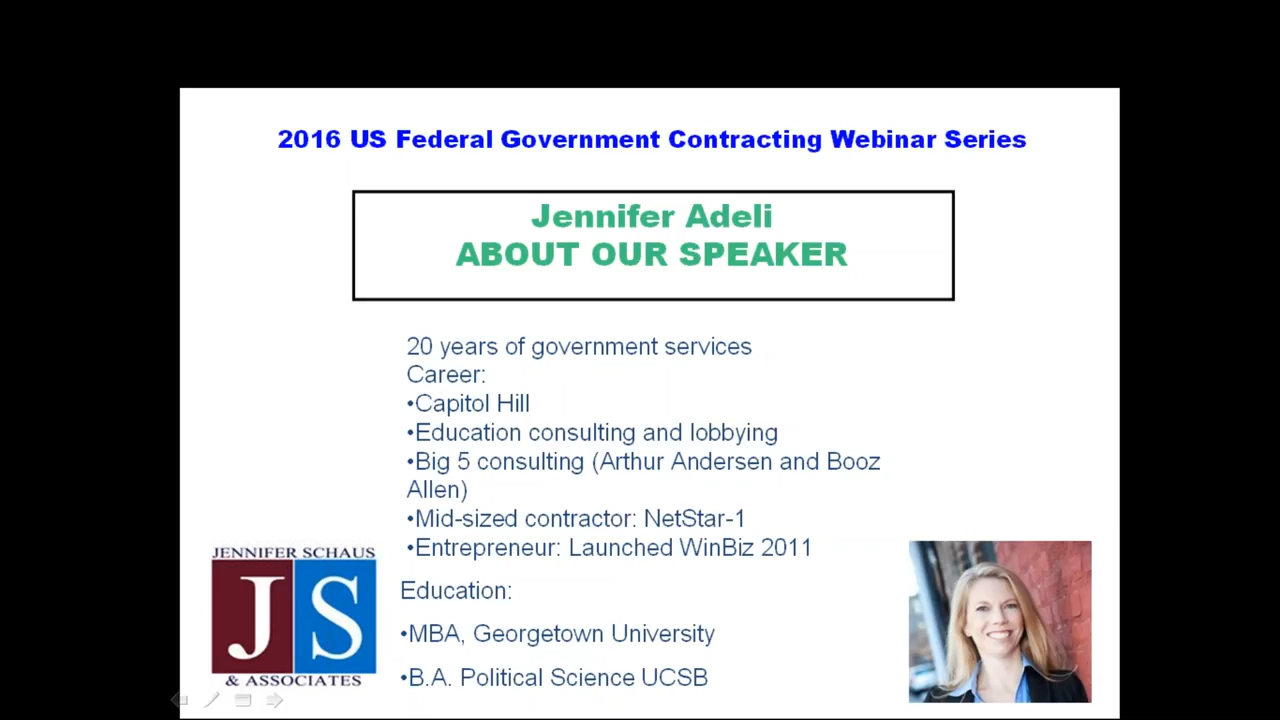 2016 US Federal Government Contracting Webinar Series
Jennifer Adeli
ABOUT OUR SPEAKER
20 years of government services
Career:
•Capitol Hill
•Education consulting and lobbying
•Big 5 consulting (Arthur Andersen and Booz
Allen)
•Mid-sized contractor: NetStar-1
•Entrepreneur: Launched WinBiz 2011
Education:
•MBA, Georgetown University
•B.A. Political Science UCSB
JENNIFER SCHAUS
JS
& ASSOCIATES